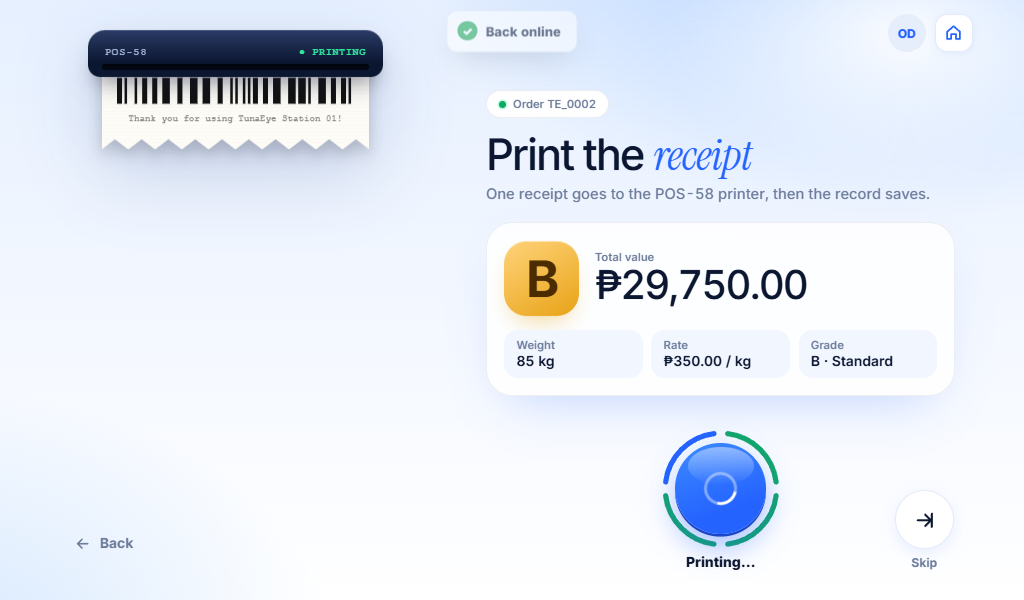 POS-58
PRINTING
Thank you for using TunaEye Station 01!
Back online
OD
Order TE_0002
Print the receipt
One receipt goes to the POS-58 printer, then the record saves.
B
Total value
₱29,750.00
Weight
85 kg
Rate
₱350.00 / kg
Grade
B · Standard
Back
Printing...
Skip